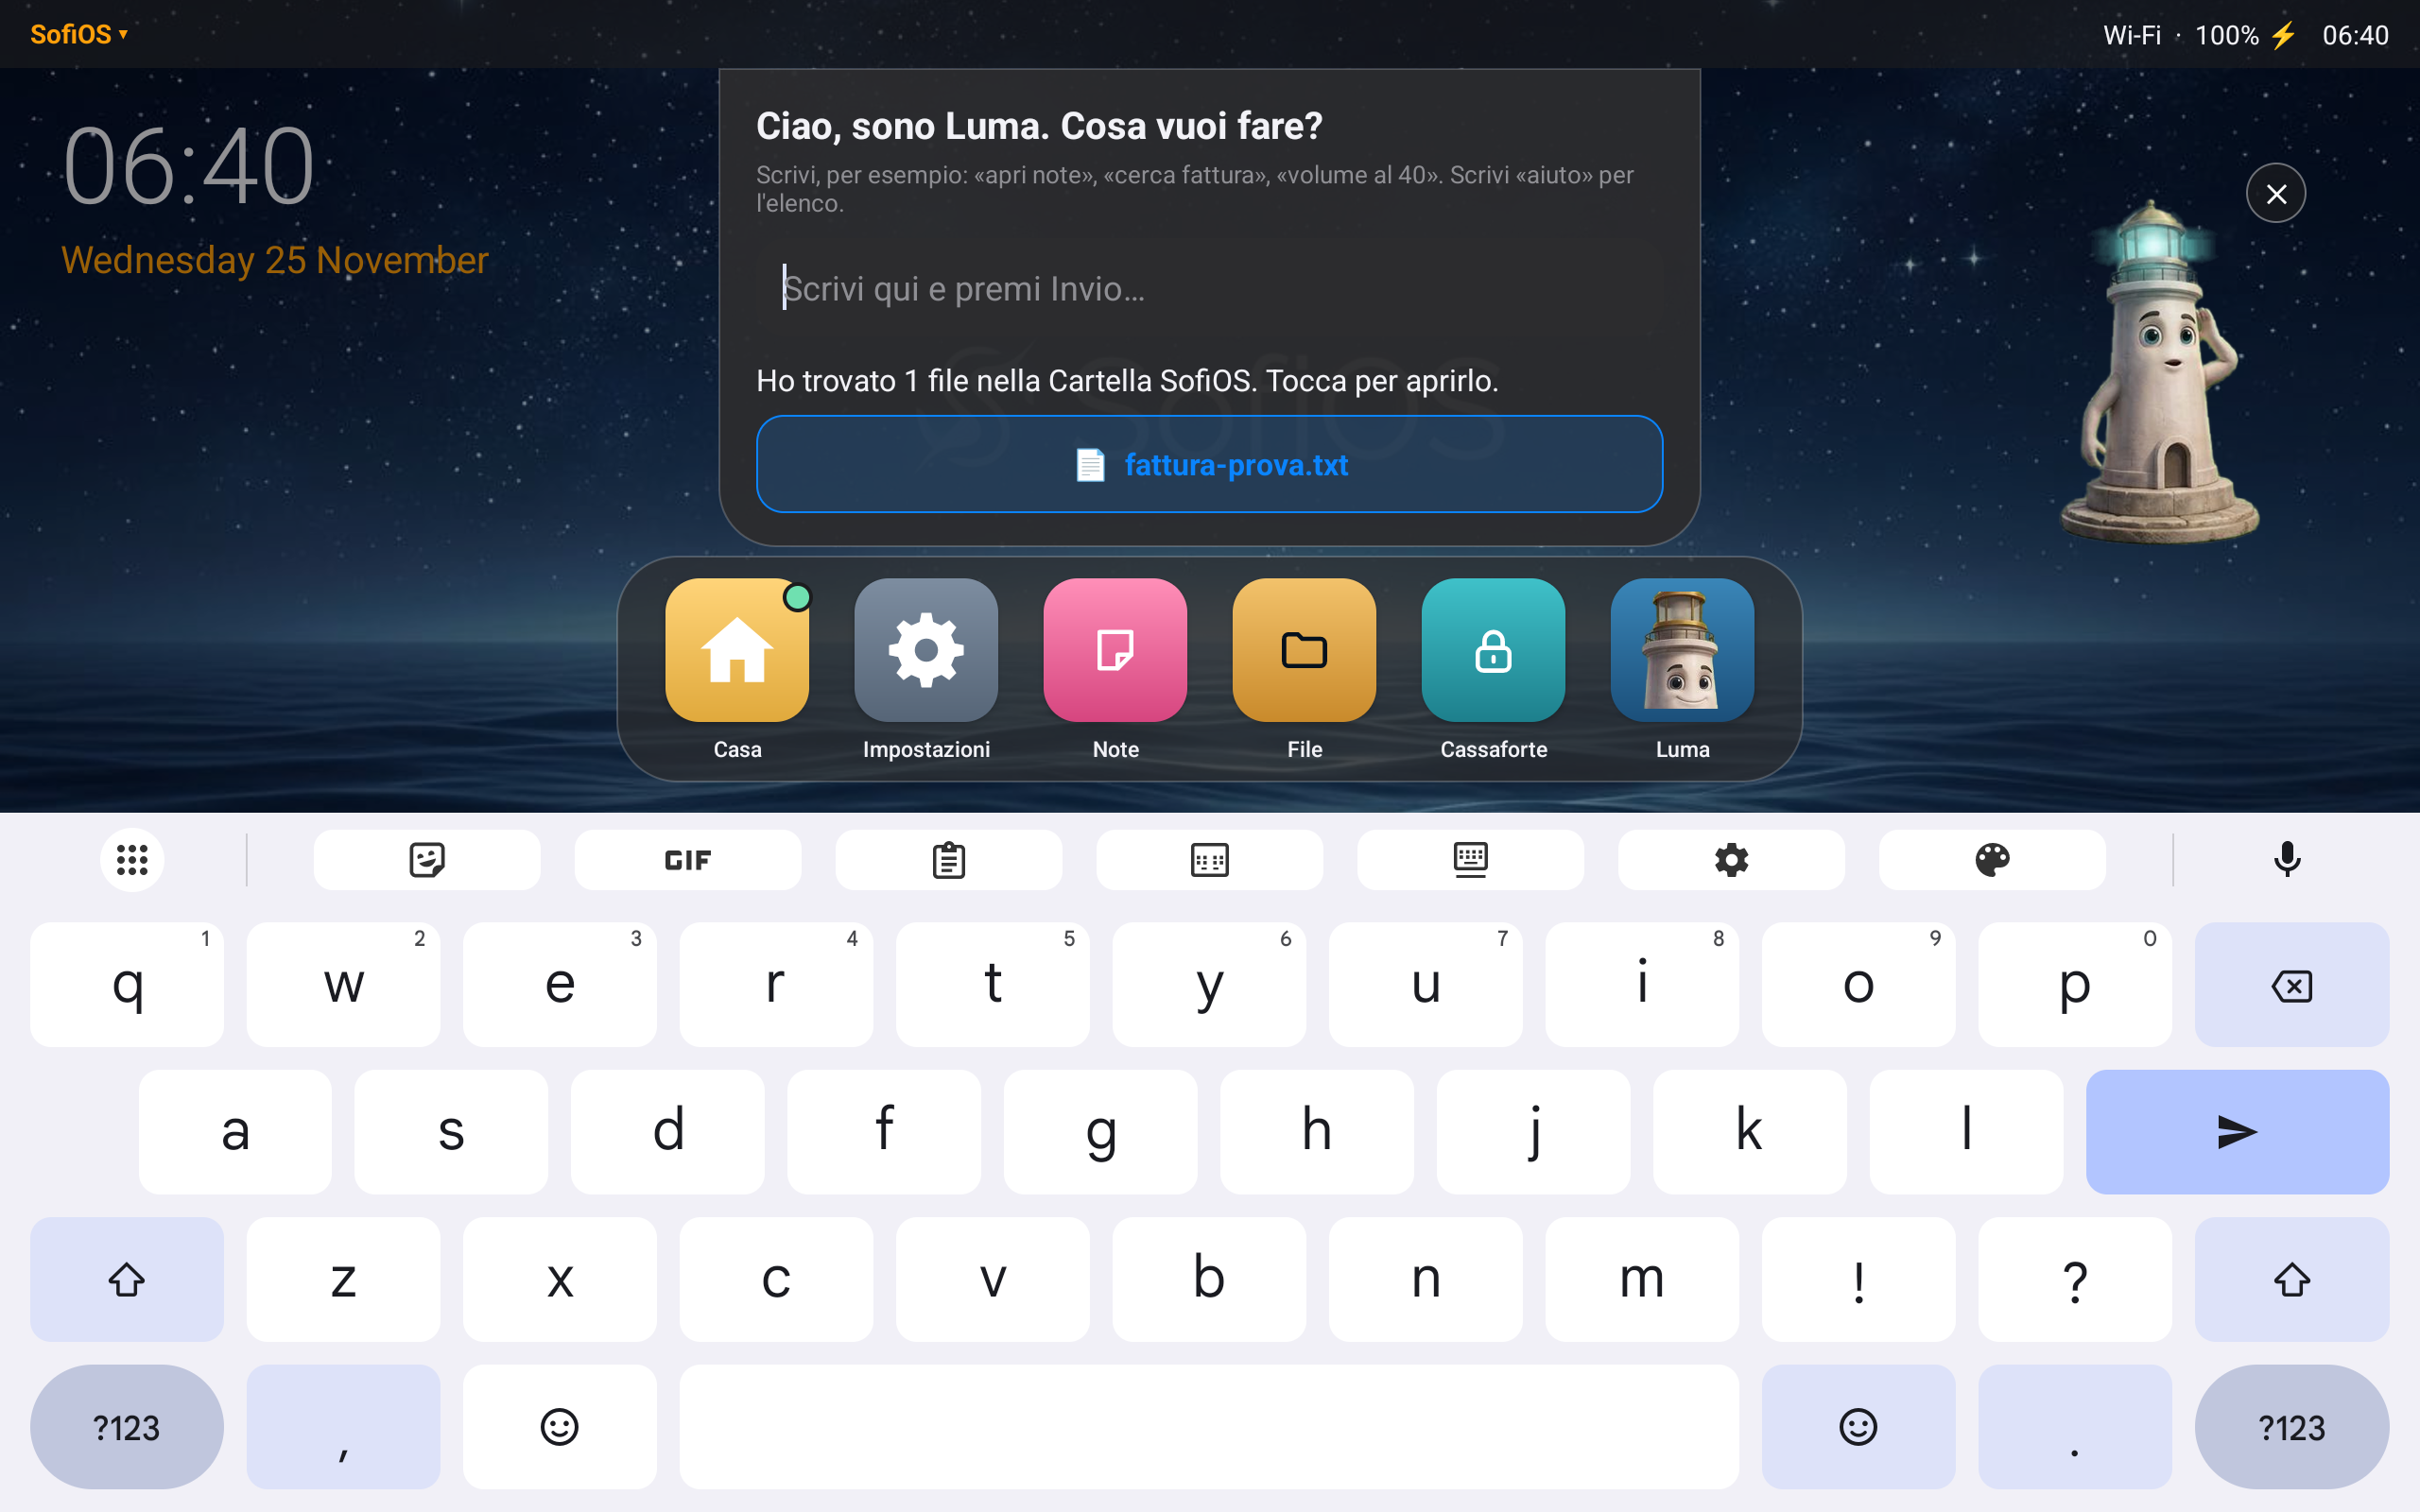 SofiOS ▾
Wi-Fi · 100% ⚡ 06:40
06:40
Wednesday 25 November
Ciao, sono Luma. Cosa vuoi fare?
Scrivi, per esempio: «apri note», «cerca fattura», «volume al 40». Scrivi «aiuto» per
l'elenco.
Scrivi qui e premi Invio...
SofiOS
Ho trovato 1 file nella Cartella SofiOS. Tocca per aprirlo.
fattura-prova.txt
Casa
Impostazioni
Note
File
Cassaforte
Luma
GIF
q 1 w 2 e 3 r 4 t 5 y 6 u 7 i 8 o 9 p 0
a s d f g h j k l
z x c v b n m ! ?
?123 , . ?123